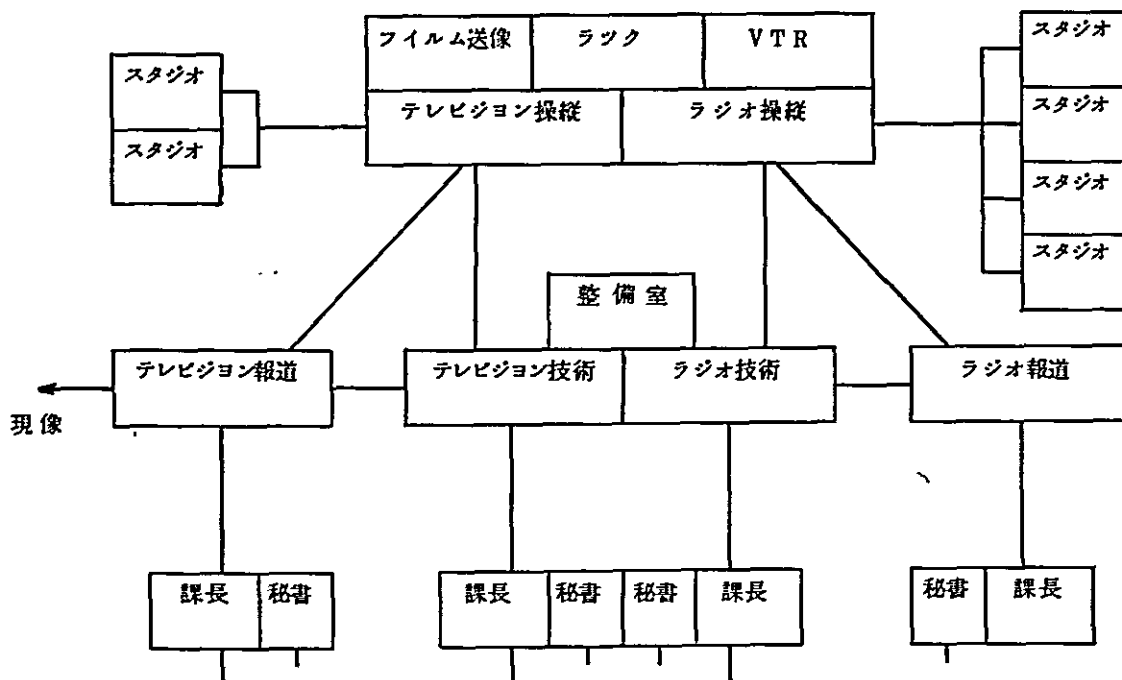 フイルム送像 ラツク VTR
スタジオ
スタジオ
テレビジヨン操縦 ラジオ操縦
スタジオ
スタジオ
スタジオ
スタジオ
整備室
テレビジヨン報道 テレビジヨン技術 ラジオ技術 ラジオ報道
現像
課長 秘書 課長 秘書 秘書 課長 秘書 課長